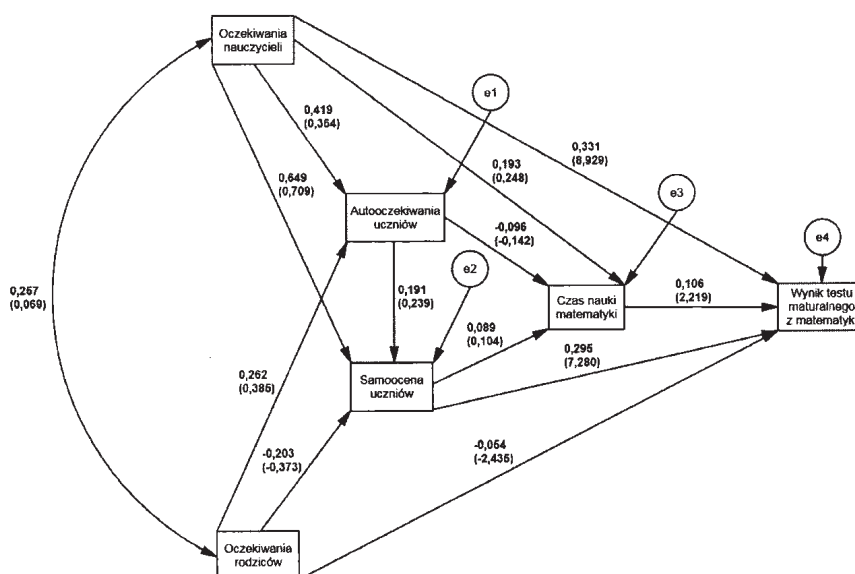 Oczekiwania
nauczycieli
e1
0,419
(0,354)
0,331
(8,929)
0,193
(0,248)
0,649
(0,709)
e3
Autooczekiwania
uczniów
-0,096
(-0,142)
e4
e2
0,267
(0,069)
0,191
(0,239)
Czas nauki
matematyki
0,106
(2,219)
Wynik testu
maturalnego
z matematyk
0,089
(0,104)
0,295
(7,280)
0,262
(0,385)
Samoocena
uczniów
-0,203
(-0,373)
-0,054
(-2,435)
Oczekiwania
rodziców